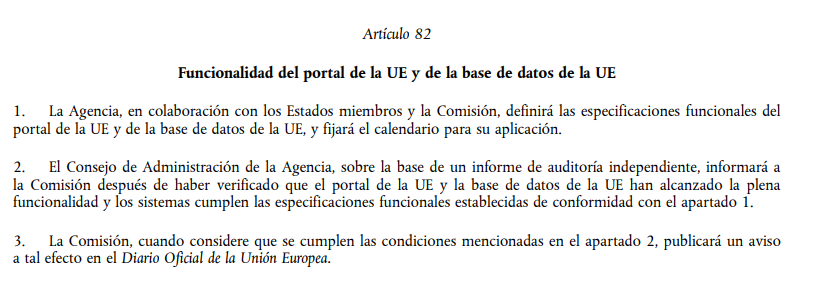 Artículo 82
Funcionalidad del portal de la UE y de la base de datos de la UE
1. La Agencia, en colaboración con los Estados miembros y la Comisión, definirá las especificaciones funcionales del
portal de la UE y de la base de datos de la UE, y fijará el calendario para su aplicación.
2. El Consejo de Administración de la Agencia, sobre la base de un informe de auditoría independiente, informará a
la Comisión después de haber verificado que el portal de la UE y la base de datos de la UE han alcanzado la plena
funcionalidad y los sistemas cumplen las especificaciones funcionales establecidas de conformidad con el apartado 1.
3. La Comisión, cuando considere que se cumplen las condiciones mencionadas en el apartado 2, publicará un aviso
a tal efecto en el Diario Oficial de la Unión Europea.